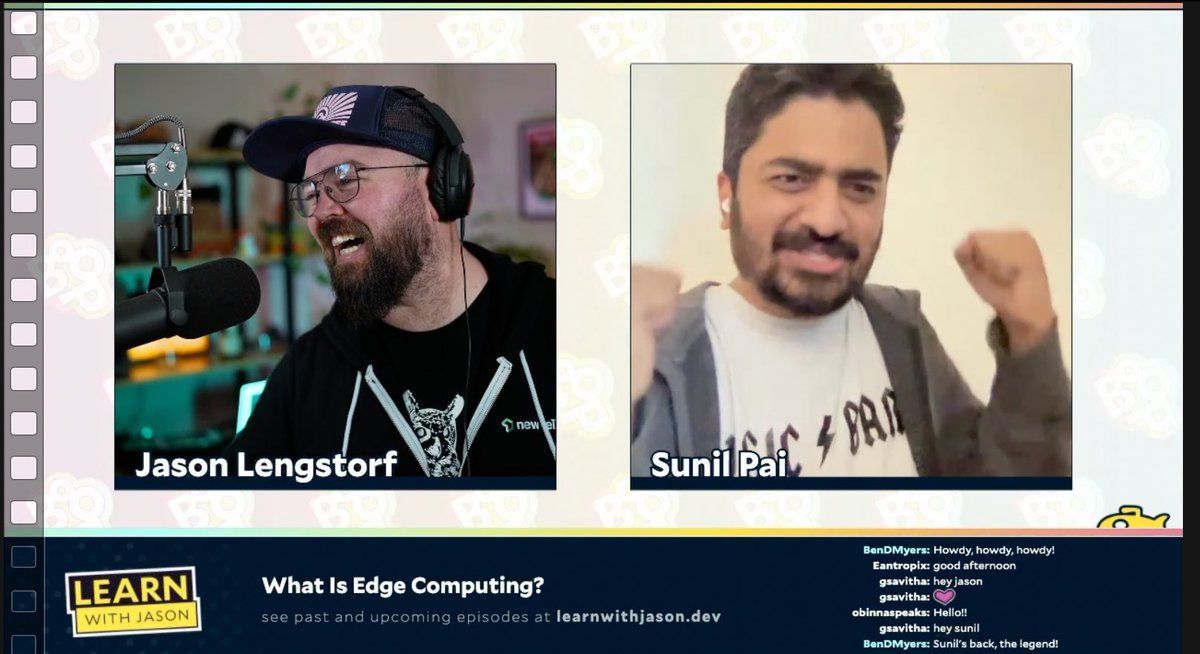 Jason Lengstorf
Sunil Pai
LEARN
WITH JASON
What Is Edge Computing?
see past and upcoming episodes at learnwithjason.dev
BenDMyers: Howdy, howdy, howdy!
Eantropix: good afternoon
gsavitha: hey jason
gsavitha:
obinnaspeaks: Hello!!
gsavitha: hey sunil
BenDMyers: Sunil's back, the legend!